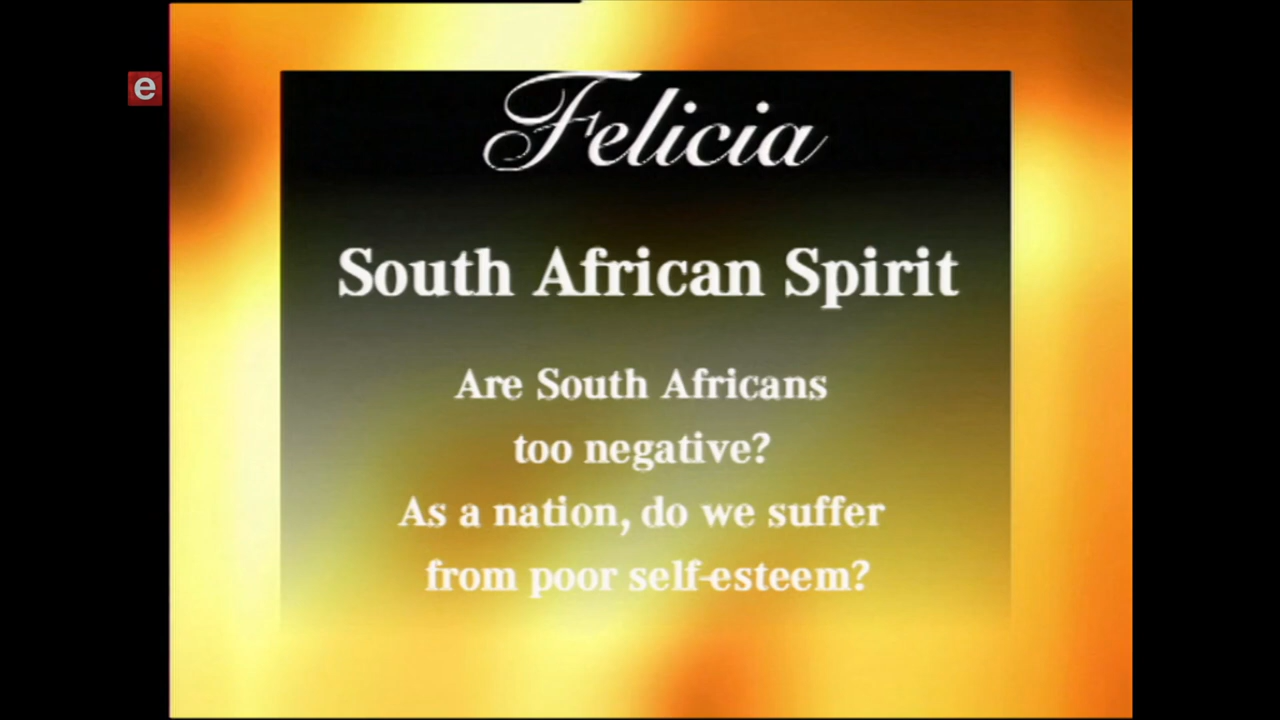 e
Felicia
South African Spirit
Are South Africans
too negative?
As a nation, do we suffer
from poor self-esteem?